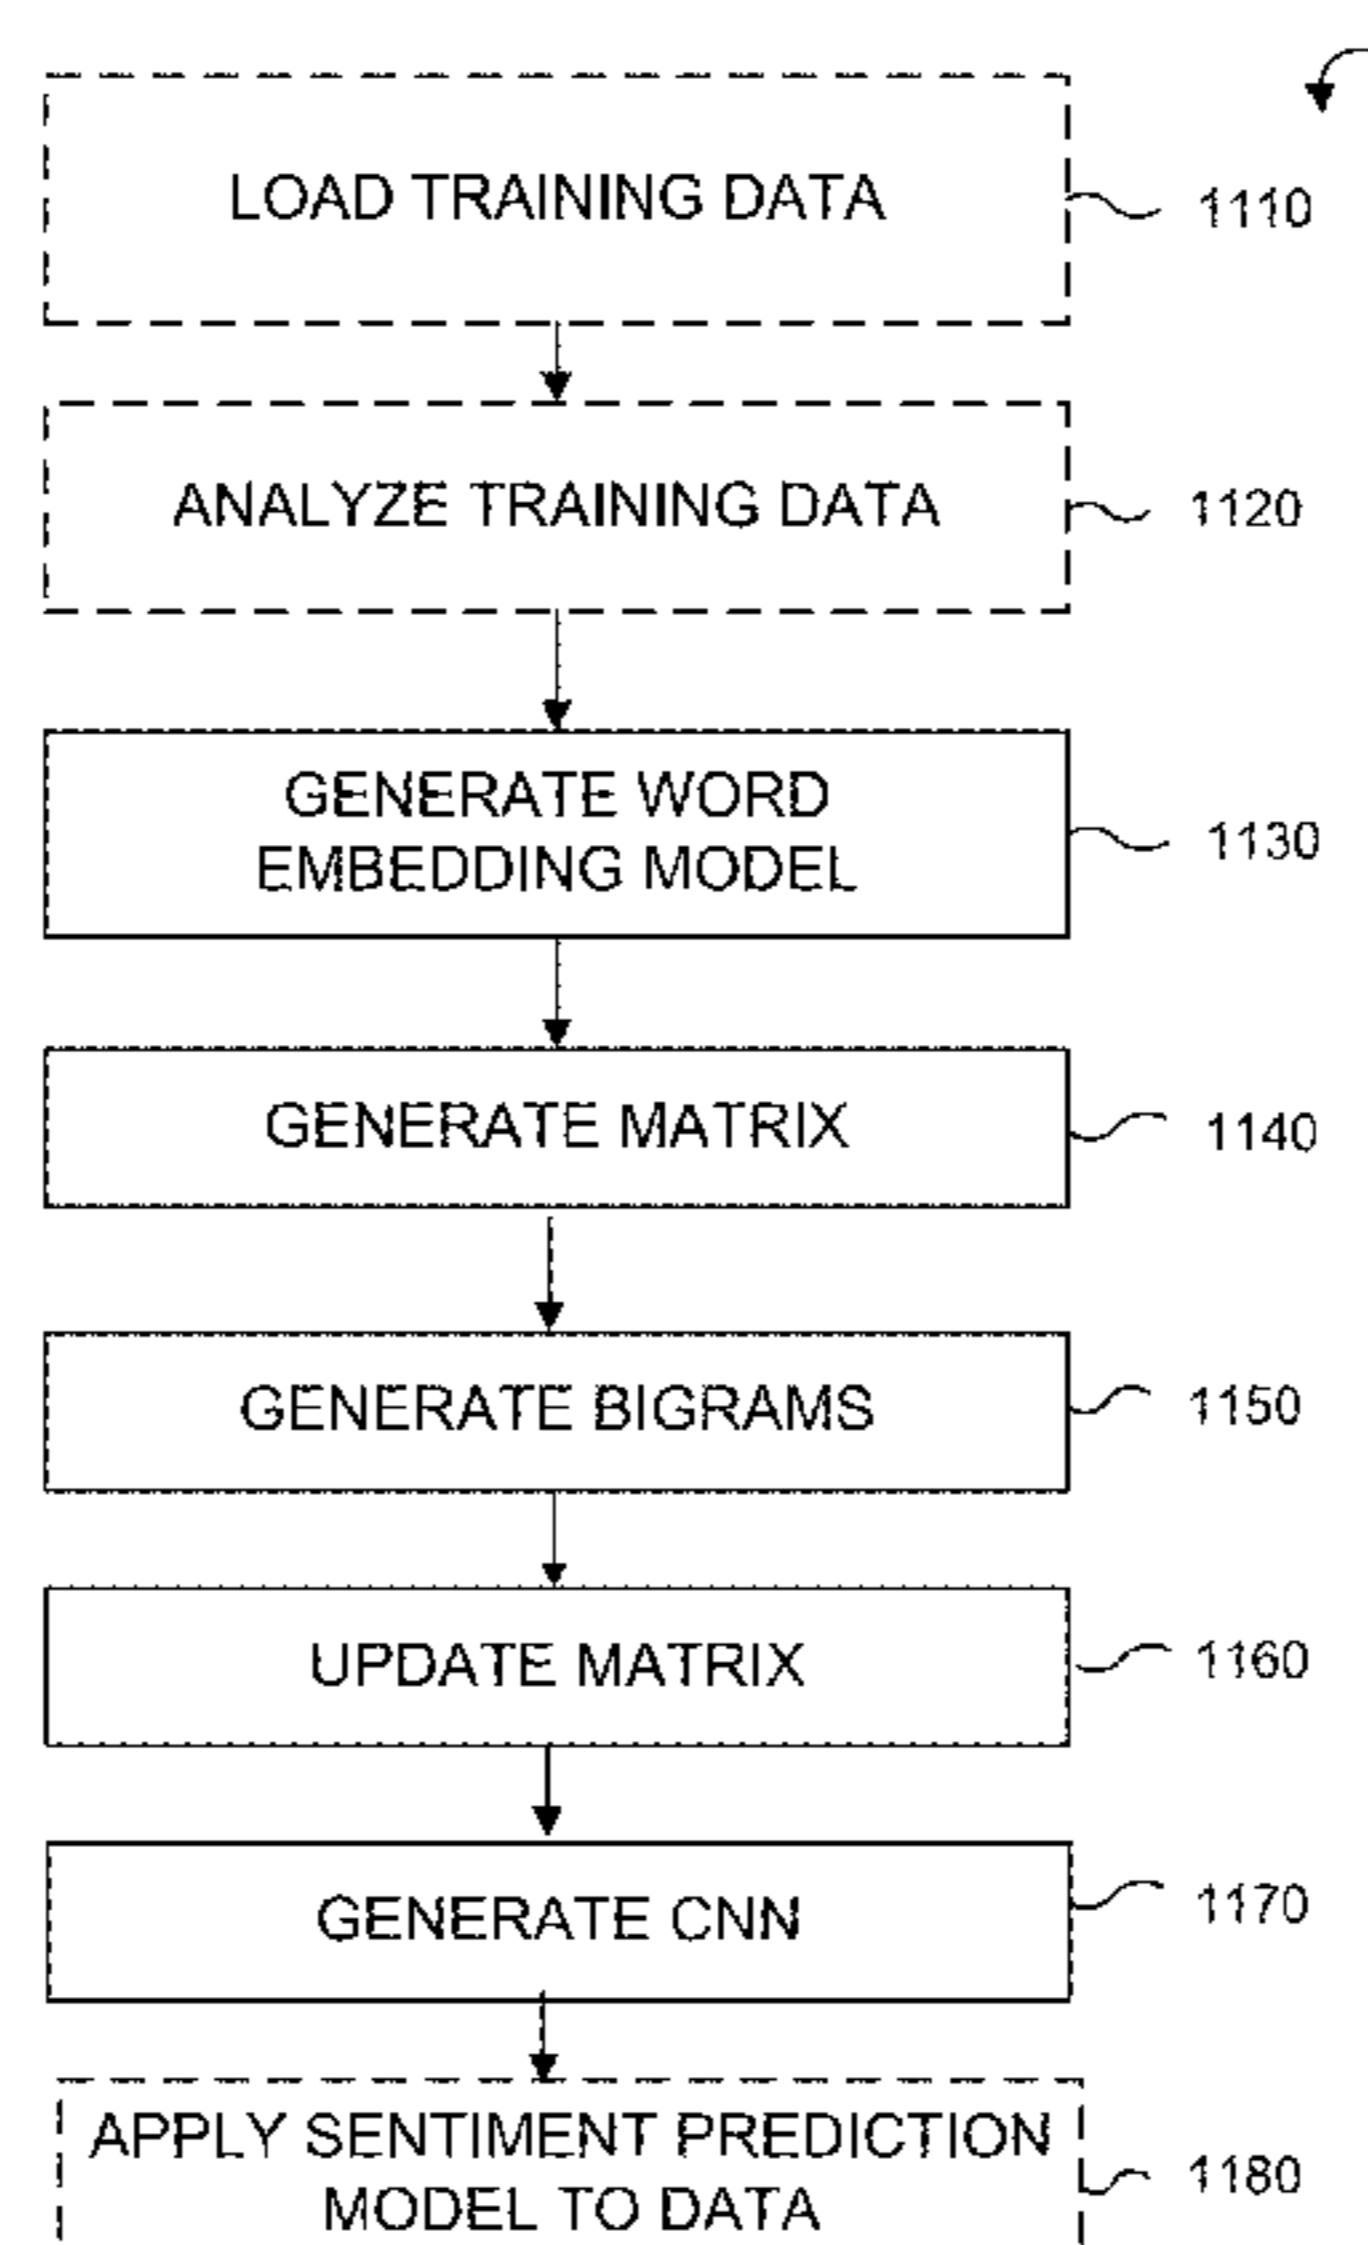 LOAD TRAINING DATA
1110
ANALYZE TRAINING DATA
1120
GENERATE WORD
EMBEDDING MODEL
1130
GENERATE MATRIX
1140
GENERATE BIGRAMS
1150
UPDATE MATRIX
1160
GENERATE CNN
1170
APPLY SENTIMENT PREDICTION
MODEL TO DATA
1180